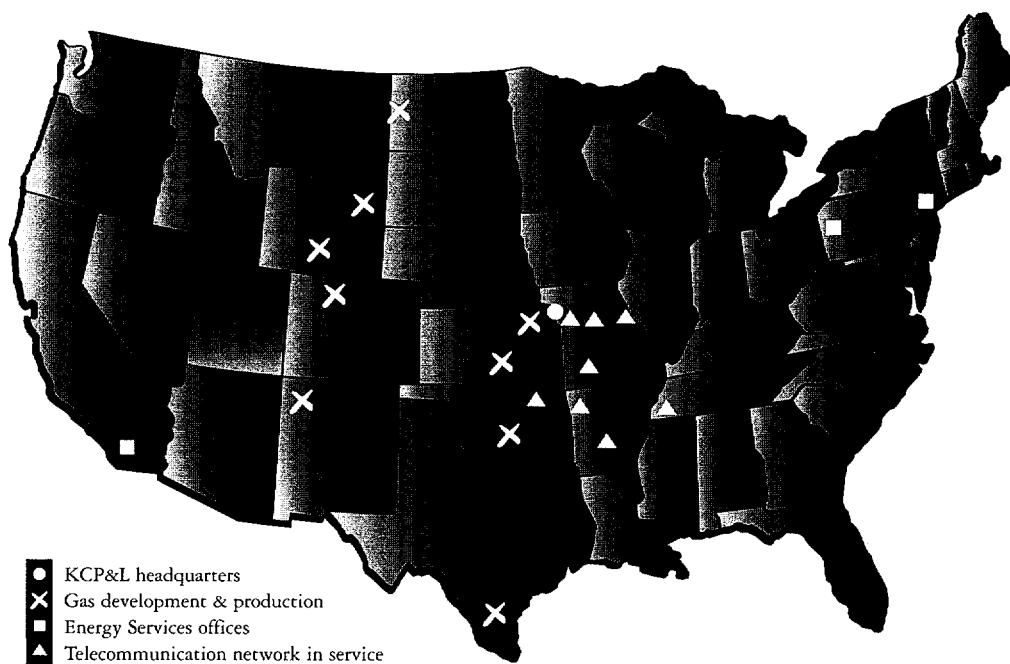 KCP&L headquarters
Gas development & production
Energy Services offices
Telecommunication network in service